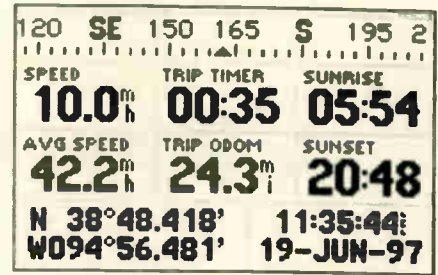 120 SE 150 165 S 195 2
SPEED TRIP TIMER SUNRISE
10.0mh 00:35 05:54
AVG SPEED TRIP ODOM SUNSET
42.2mh 24.3mi 20:48
N 38°48.418' 11:35:44
W094°56.481' 19-JUN-97